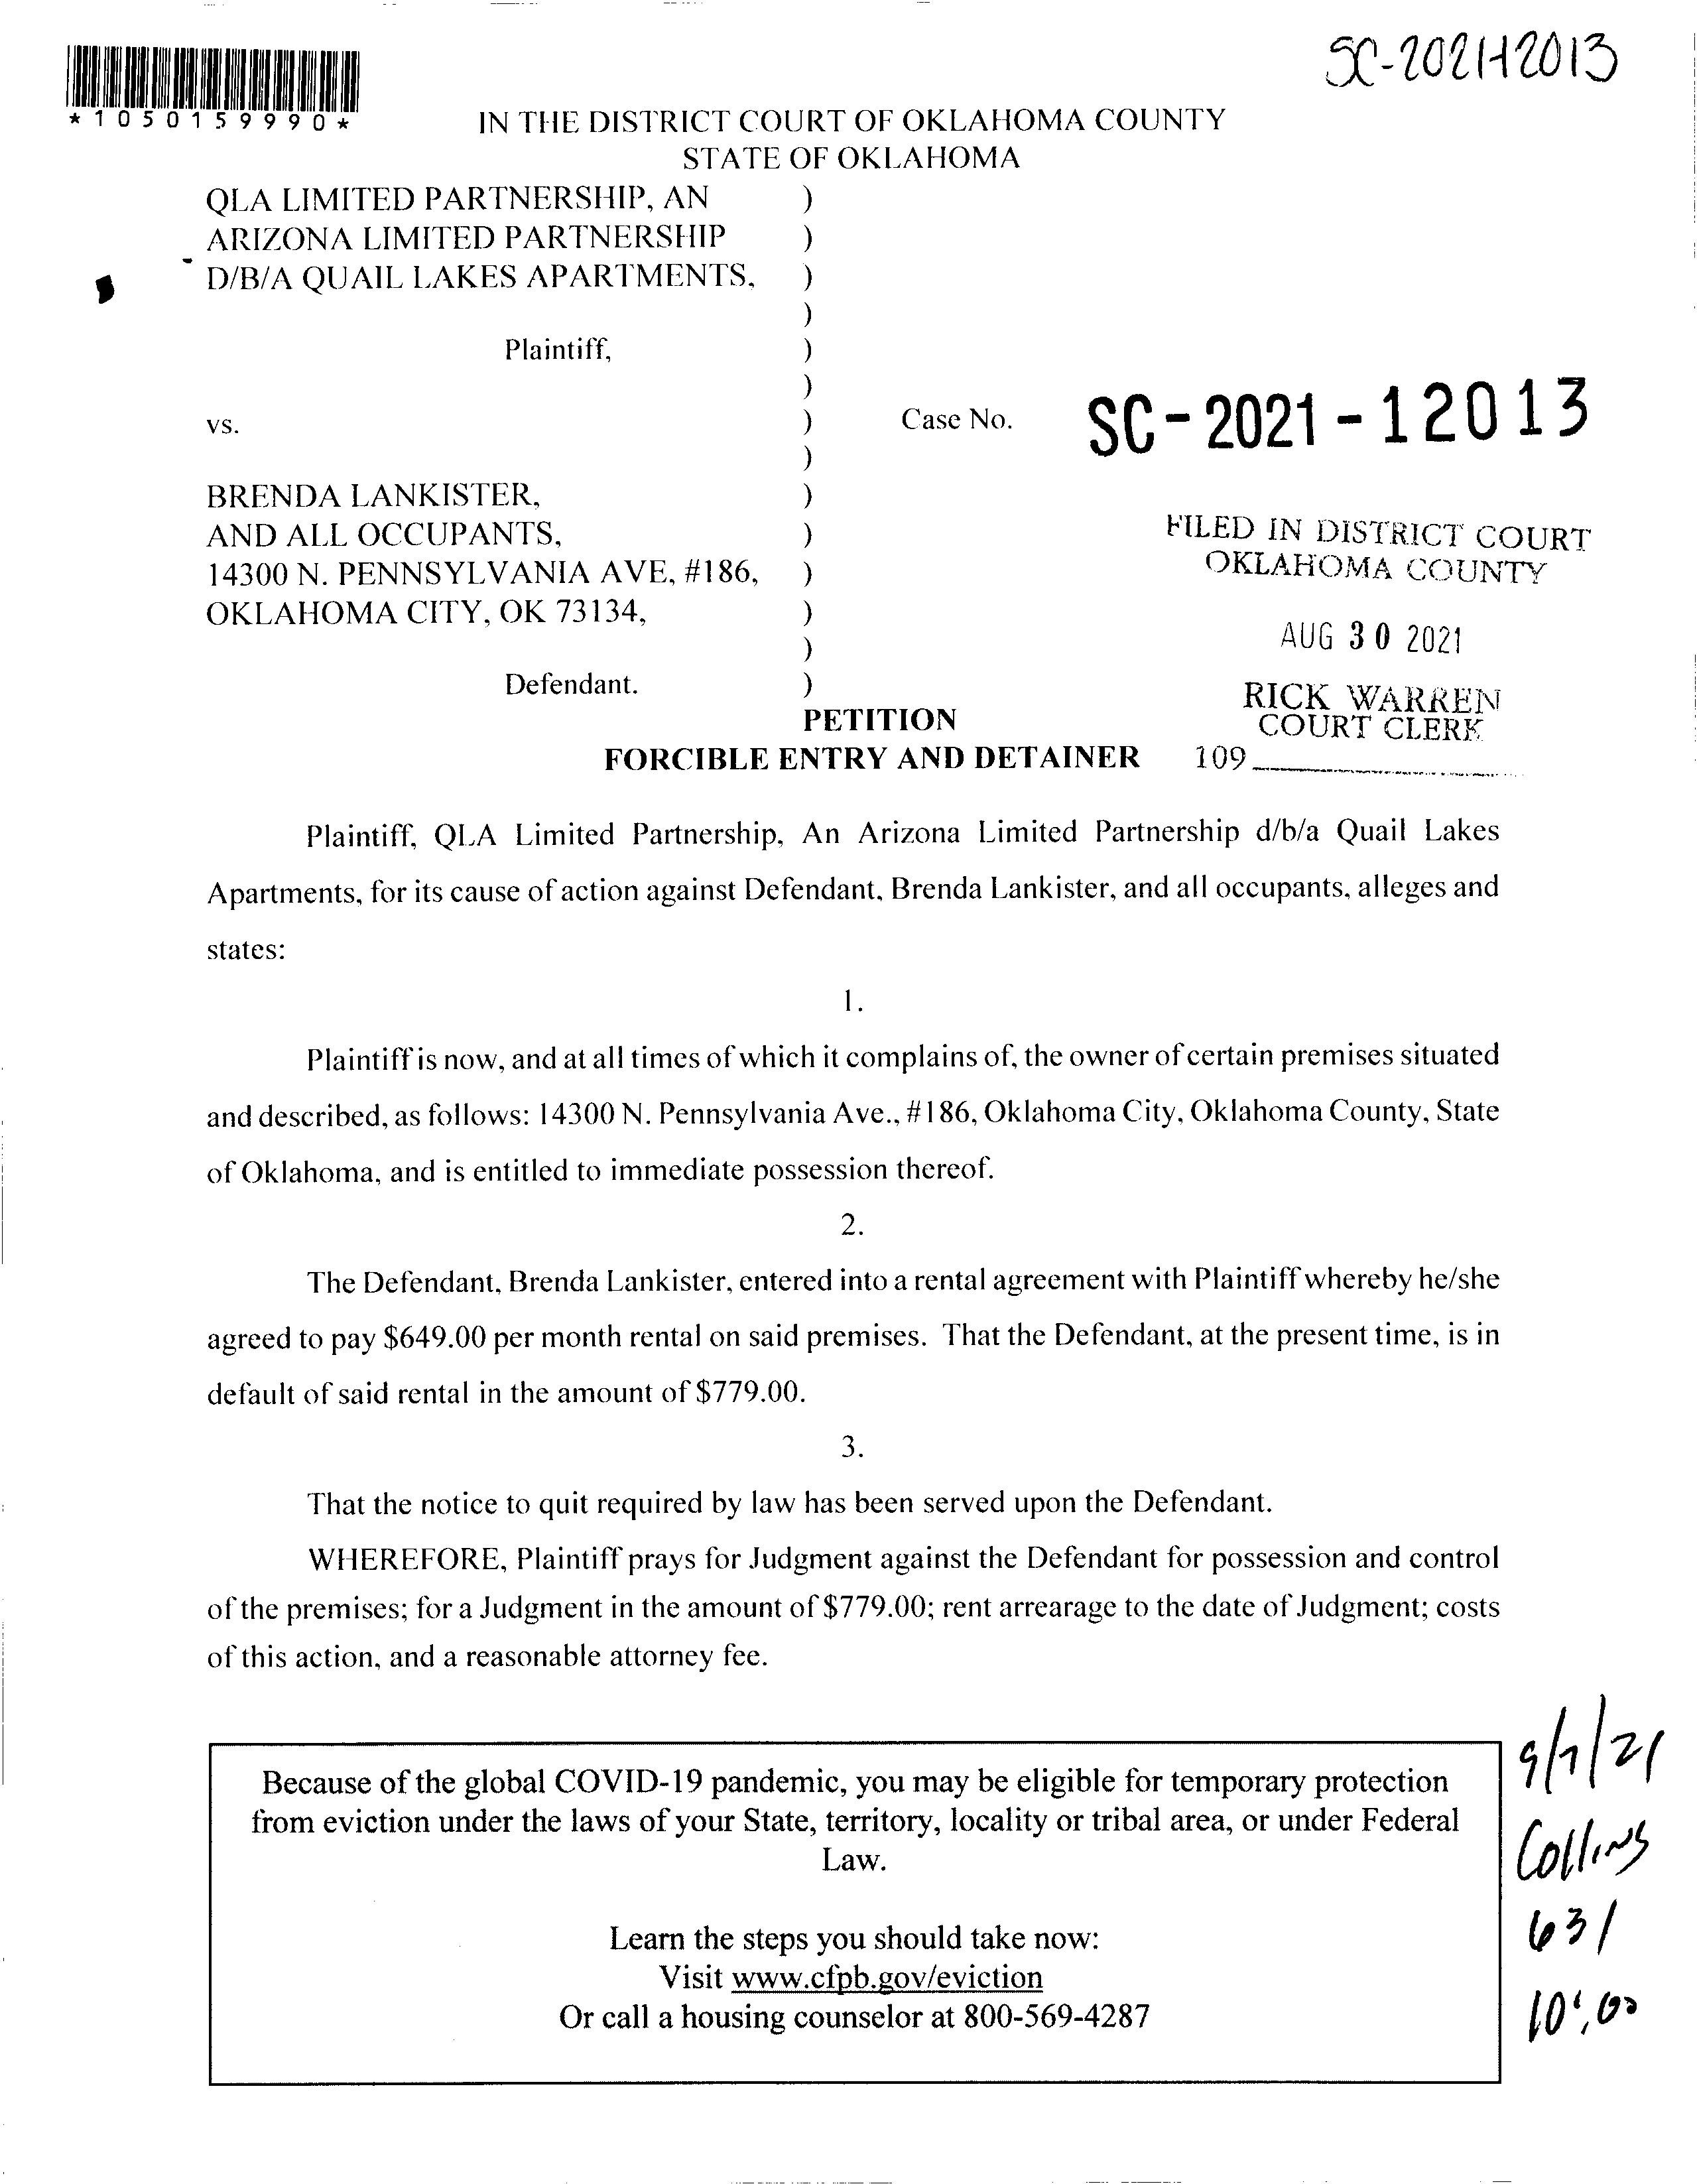 SC-2021-12013
*1050159990*
IN THE DISTRICT COURT OF OKLAHOMA COUNTY
STATE OF OKLAHOMA
QLA LIMITED PARTNERSHIP, AN )
ARIZONA LIMITED PARTNERSHIP )
D/B/A QUAIL LAKES APARTMENTS, )
)
Plaintiff, )
)
vs. ) Case No. SC-2021-12013
)
BRENDA LANKISTER, )
AND ALL OCCUPANTS, )
14300 N. PENNSYLVANIA AVE, #186, )
OKLAHOMA CITY, OK 73134, )
)
Defendant. )
FILED IN DISTRICT COURT
OKLAHOMA COUNTY
AUG 30 2021
RICK WARREN
COURT CLERK
109
PETITION
FORCIBLE ENTRY AND DETAINER
Plaintiff, QLA Limited Partnership, An Arizona Limited Partnership d/b/a Quail Lakes
Apartments, for its cause of action against Defendant, Brenda Lankister, and all occupants, alleges and
states:
1.
Plaintiff is now, and at all times of which it complains of, the owner of certain premises situated
and described, as follows: 14300 N. Pennsylvania Ave., #186, Oklahoma City, Oklahoma County, State
of Oklahoma, and is entitled to immediate possession thereof.
2.
The Defendant, Brenda Lankister, entered into a rental agreement with Plaintiff whereby he/she
agreed to pay $649.00 per month rental on said premises. That the Defendant, at the present time, is in
default of said rental in the amount of $779.00.
3.
That the notice to quit required by law has been served upon the Defendant.
WHEREFORE, Plaintiff prays for Judgment against the Defendant for possession and control
of the premises; for a Judgment in the amount of $779.00; rent arrearage to the date of Judgment; costs
of this action, and a reasonable attorney fee.
Because of the global COVID-19 pandemic, you may be eligible for temporary protection
from eviction under the laws of your State, territory, locality or tribal area, or under Federal
Law.
Learn the steps you should take now:
Visit www.cfpb.gov/eviction
Or call a housing counselor at 800-569-4287
9/7/21
Collins
631
10:00